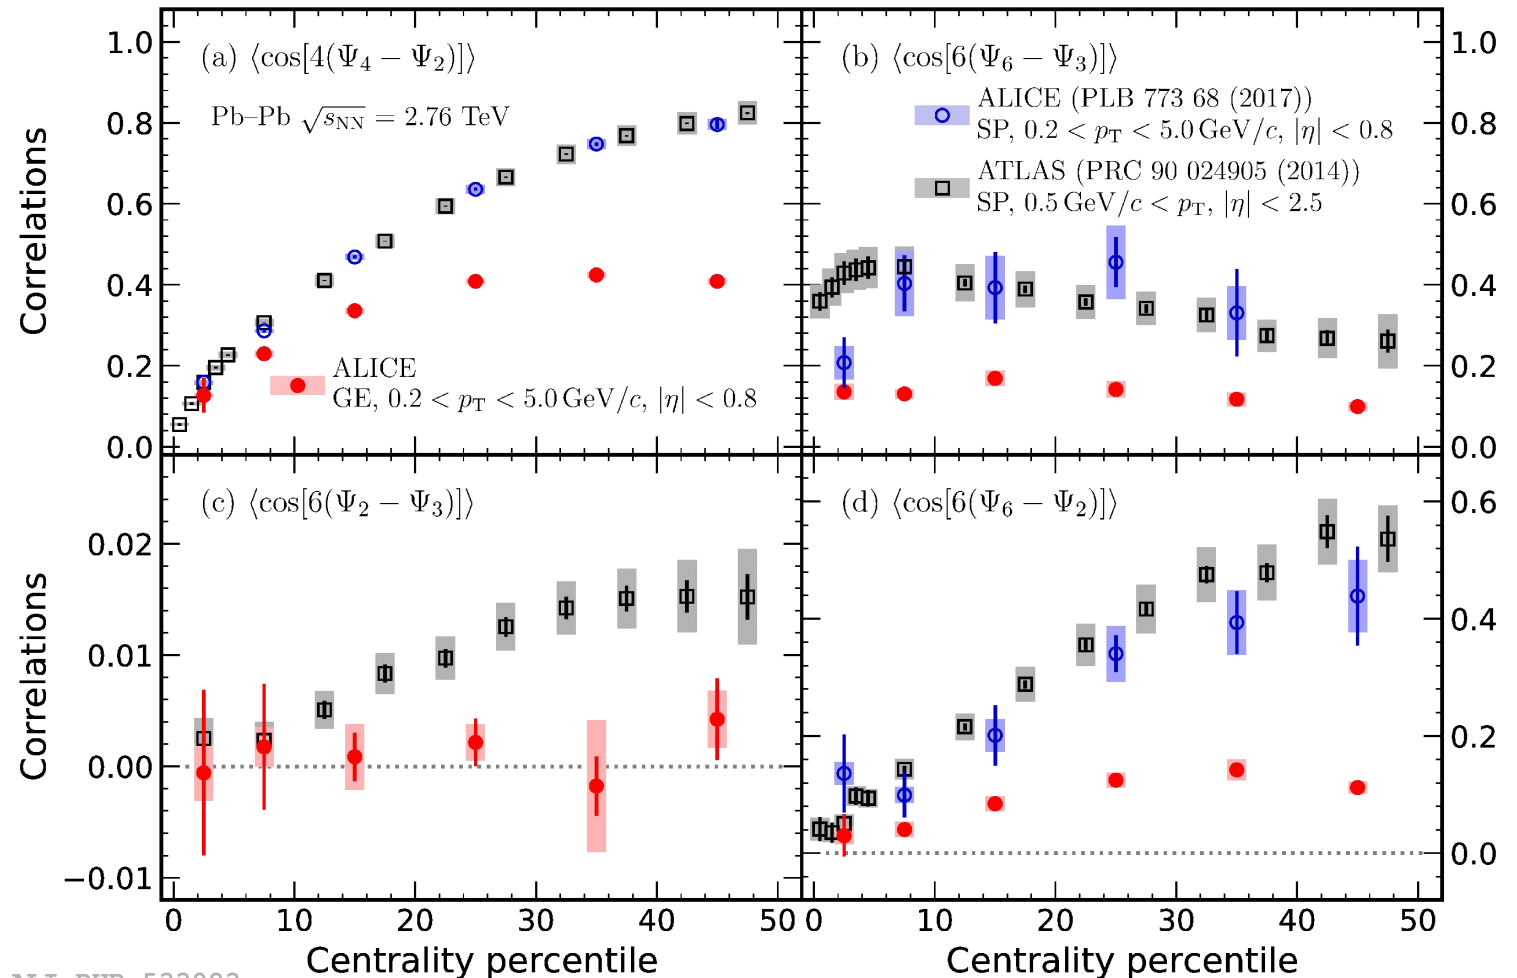 (a) ⟨cos[4(Ψ4 − Ψ2)]⟩
Pb–Pb √sNN = 2.76 TeV
ALICE
GE, 0.2 < pT < 5.0 GeV/c, |η| < 0.8
Correlations
1.0
0.8
0.6
0.4
0.2
0.0
(b) ⟨cos[6(Ψ6 − Ψ3)]⟩
ALICE (PLB 773 68 (2017))
SP, 0.2 < pT < 5.0 GeV/c, |η| < 0.8
ATLAS (PRC 90 024905 (2014))
SP, 0.5 GeV/c < pT, |η| < 2.5
1.0
0.8
0.6
0.4
0.2
0.0
(c) ⟨cos[6(Ψ2 − Ψ3)]⟩
Correlations
0.02
0.01
0.00
−0.01
0 10 20 30 40 50
Centrality percentile
(d) ⟨cos[6(Ψ6 − Ψ2)]⟩
0.6
0.4
0.2
0.0
0 10 20 30 40 50
Centrality percentile